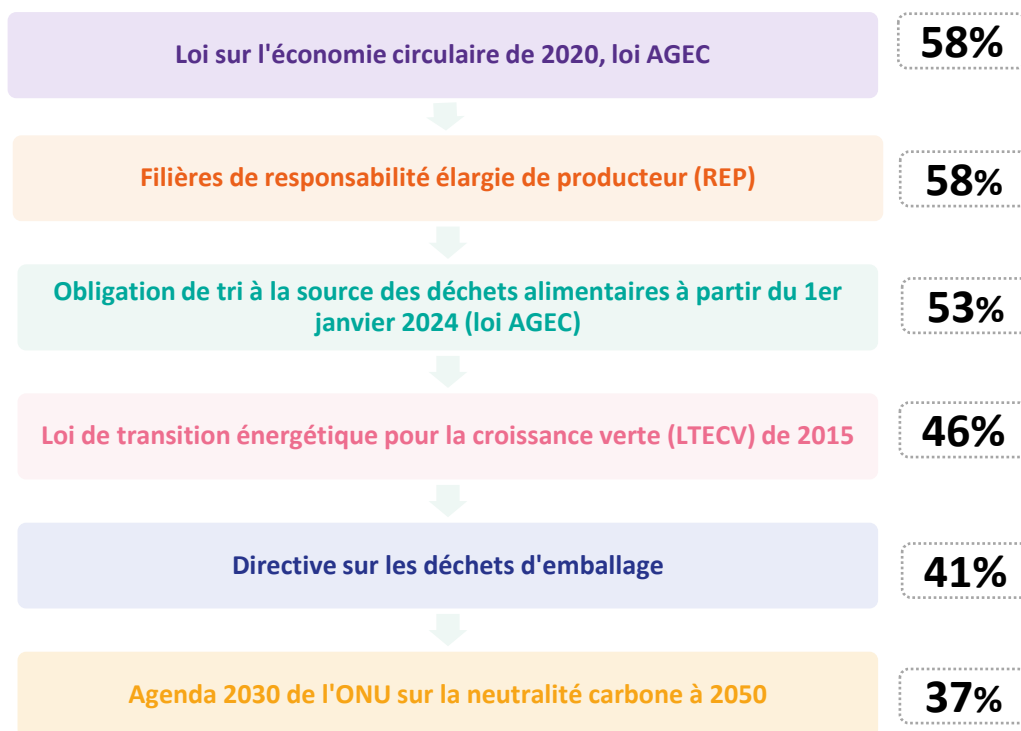 Loi sur l'économie circulaire de 2020, loi AGEC
58%
Filières de responsabilité élargie de producteur (REP)
58%
Obligation de tri à la source des déchets alimentaires à partir du 1er
janvier 2024 (loi AGEC)
53%
Loi de transition énergétique pour la croissance verte (LTECV) de 2015
46%
Directive sur les déchets d'emballage
41%
Agenda 2030 de l'ONU sur la neutralité carbone à 2050
37%